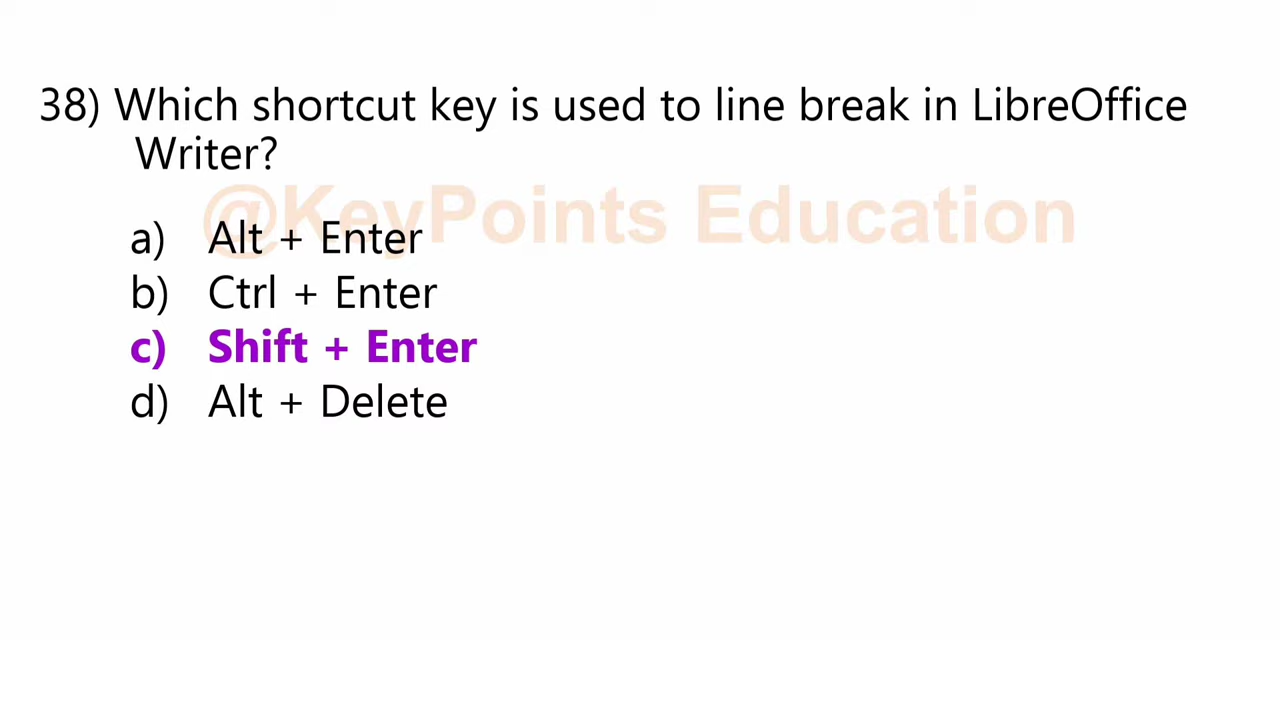 38) Which shortcut key is used to line break in LibreOffice
Writer?
@KeyPoints Education
a) Alt + Enter
b) Ctrl + Enter
c) Shift + Enter
d) Alt + Delete